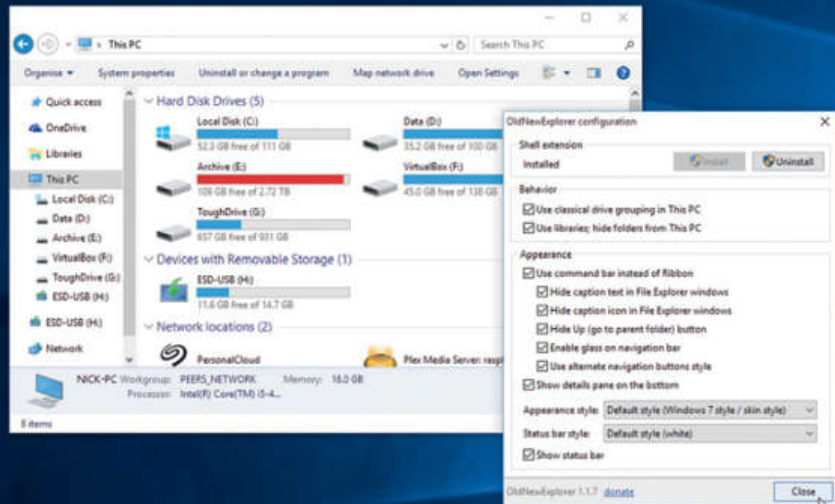 This PC
Search This PC
Organise
System properties
Uninstall or change a program
Map network drive
Open Settings
Quick access
OneDrive
Libraries
This PC
Local Disk (C:)
Data (D:)
Archive (E:)
VirtualBox (F:)
ToughDrive (G:)
ESD-USB (H:)
ESD-USB (H:)
Network
Hard Disk Drives (5)
Local Disk (C:)
52.3 GB free of 111 GB
Data (D:)
35.2 GB free of 100 GB
Archive (E:)
106 GB free of 2.72 TB
VirtualBox (F:)
45.0 GB free of 138 GB
ToughDrive (G:)
657 GB free of 931 GB
Devices with Removable Storage (1)
ESD-USB (H:)
11.6 GB free of 14.7 GB
Network locations (2)
PersonalCloud
Plex Media Server: raspl
NICK-PC Workgroup: PEERS_NETWORK Memory: 16.0 GB
Processor: Intel(R) Core(TM) i5-4...
8 items
OldNewExplorer configuration
Shell extension
Installed
Install
Uninstall
Behavior
Use classical drive grouping in This PC
Use libraries; hide folders from This PC
Appearance
Use command bar instead of Ribbon
Hide caption text in File Explorer windows
Hide caption icon in File Explorer windows
Hide Up (go to parent folder) button
Enable glass on navigation bar
Use alternate navigation buttons style
Show details pane on the bottom
Appearance style: Default style (Windows 7 style / skin style)
Status bar style: Default style (white)
Show status bar
OldNewExplorer 1.1.7 donate
Close